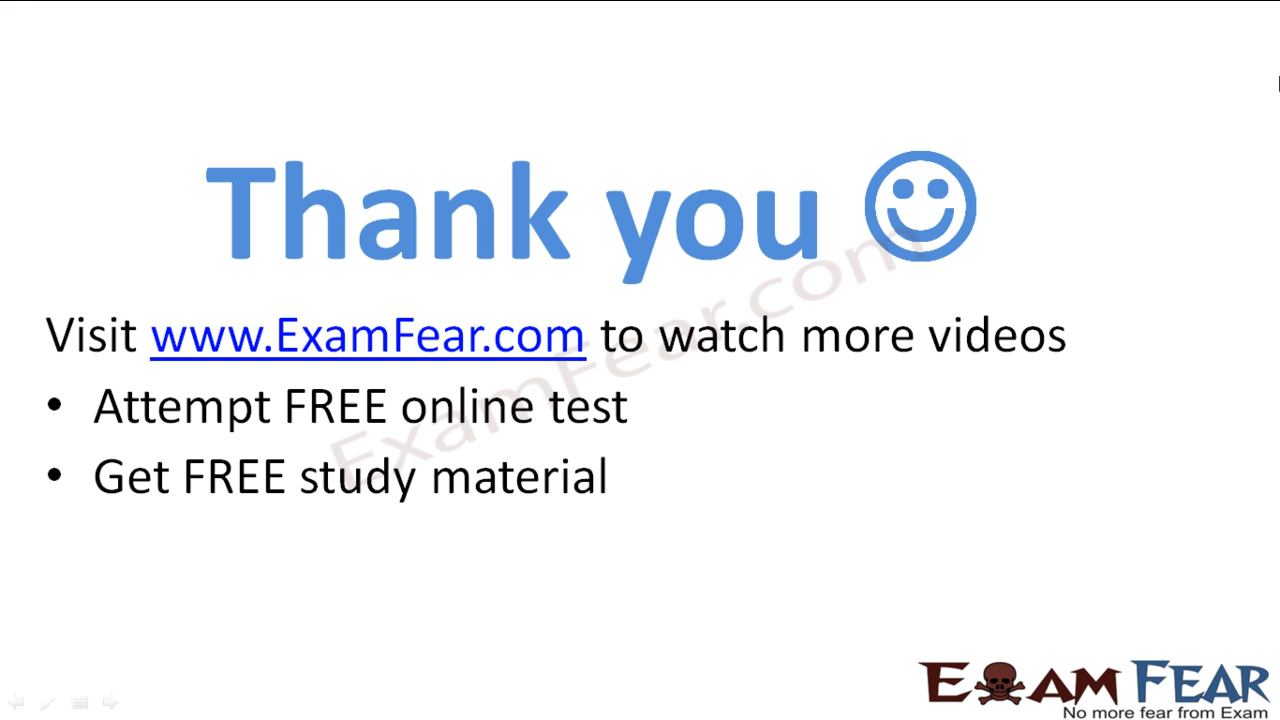 Thank you ☺
Visit www.ExamFear.com to watch more videos
• Attempt FREE online test
• Get FREE study material
ExamFear.com
EXAM FEAR
No more fear from Exam